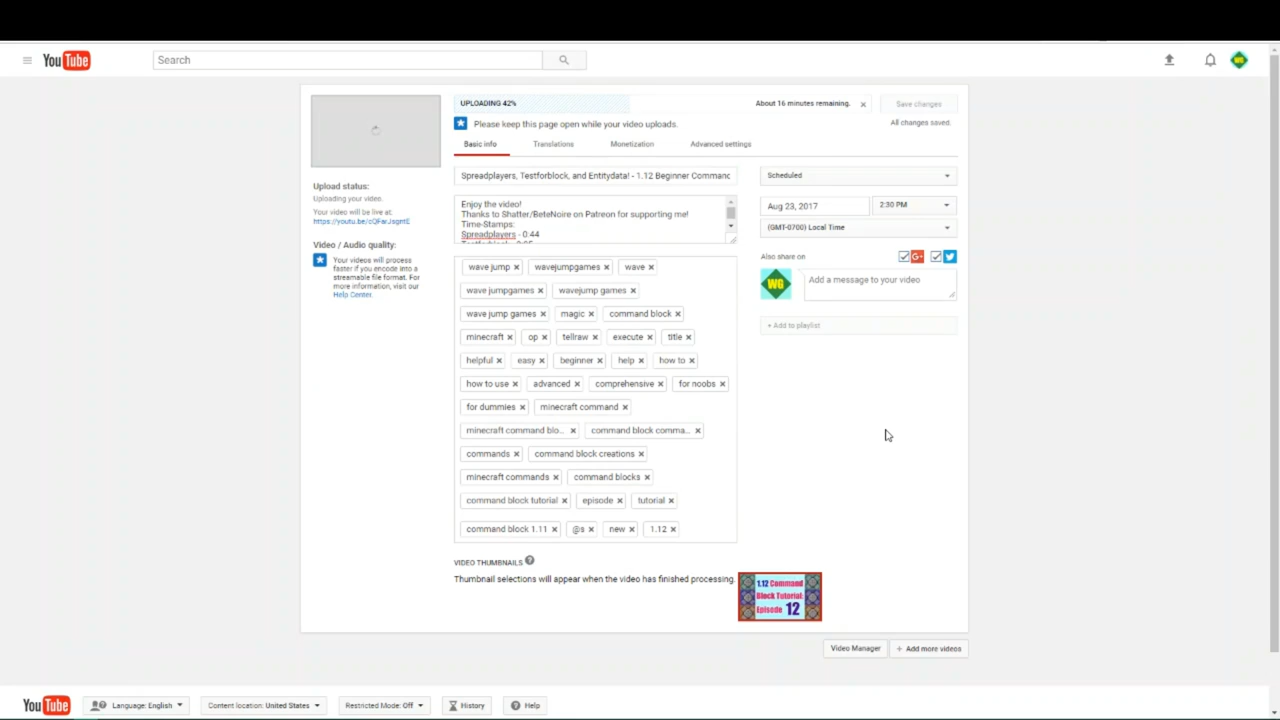 YouTube
Search
WG
UPLOADING 42%
About 16 minutes remaining.
Save changes
Please keep this page open while your video uploads.
All changes saved.
Basic info
Translations
Monetization
Advanced settings
Spreadplayers, Testforblock, and Entitydata! - 1.12 Beginner Commanc
Scheduled
Enjoy the video!
Thanks to Shatter/BeteNoire on Patreon for supporting me!
Time-Stamps:
Spreadplayers - 0:44
Aug 23, 2017
2:30 PM
(GMT-0700) Local Time
Upload status:
Uploading your video.
Your video will be live at:
Video / Audio quality:
Your videos will process
faster if you encode into a
streamable file format. For
more information, visit our
Help Center.
Also share on
G+
WG
Add a message to your video
+ Add to playlist
wave jump × wavejumpgames × wave ×
wave jumpgames × wavejump games ×
wave jump games × magic × command block ×
minecraft × op × tellraw × execute × title ×
helpful × easy × beginner × help × how to ×
how to use × advanced × comprehensive × for noobs ×
for dummies × minecraft command ×
minecraft command blo... × command block comma... ×
commands × command block creations ×
minecraft commands × command blocks ×
command block tutorial × episode × tutorial ×
command block 1.11 × @s × new × 1.12 ×
VIDEO THUMBNAILS ?
Thumbnail selections will appear when the video has finished processing.
1.12 Command
Block Tutorial
Episode 12
Video Manager
+ Add more videos
YouTube
Language: English
Content location: United States
Restricted Mode: Off
History
Help